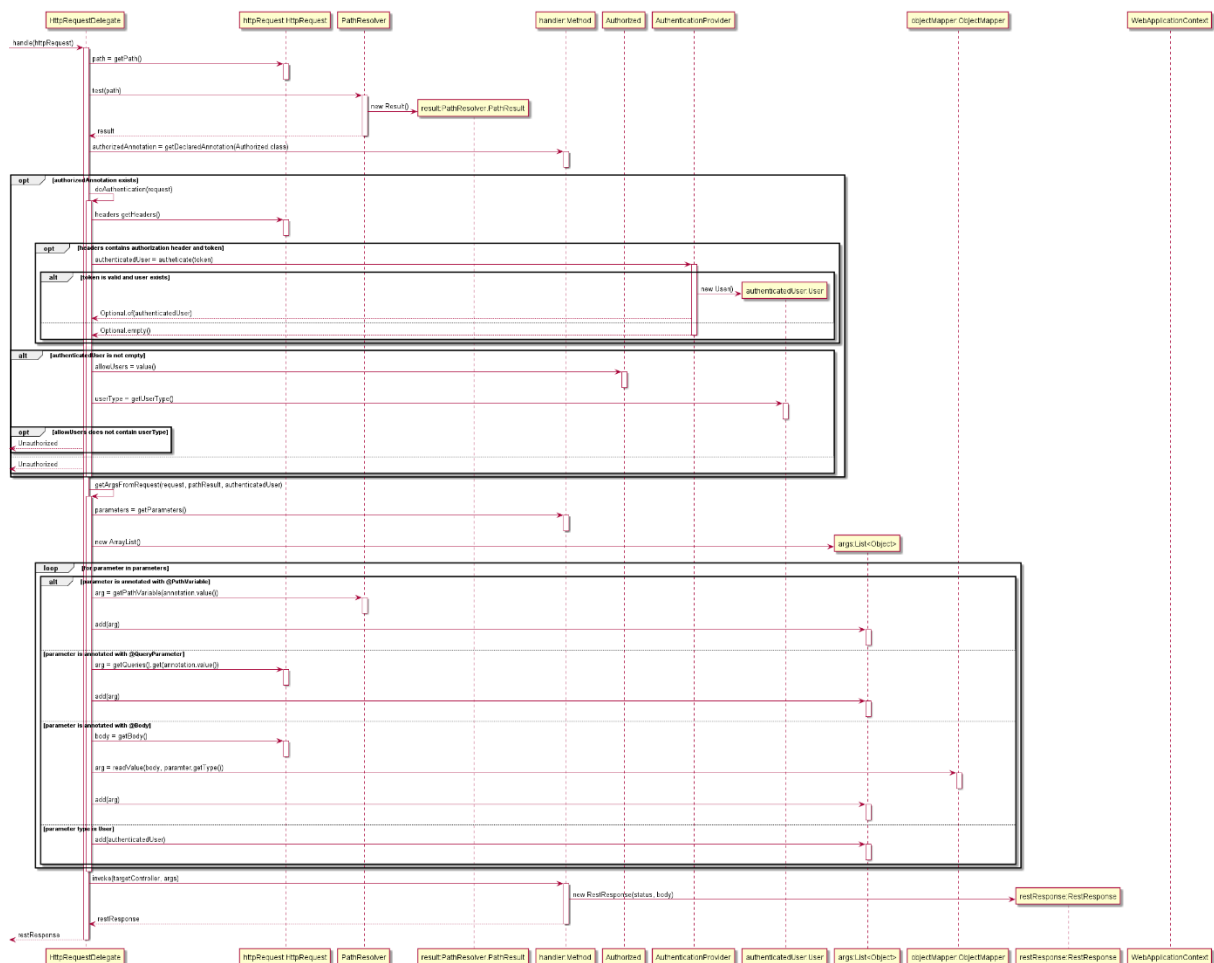 HttpRequestDelegate
httpRequest:HttpRequest
PathResolver
handler:Method
Authorized
AuthenticationProvider
objectMapper:ObjectMapper
WebApplicationContext
handle(httpRequest)
path = getPath()
test(path)
new Result()
result:PathResolver.PathResult
result
authorizedAnnotation = getDeclaredAnnotation(Authorized.class)
opt
[authorizedAnnotation exists]
doAuthentication(request)
headers getHeaders()
opt
[headers contains authorization header and token]
authenticatedUser = autheticate(token)
alt
[token is valid and user exists]
new User()
authenticatedUser:User
Optional.of(authenticatedUser)
Optional.empty()
alt
[authenticatedUser is not empty]
allowUsers = value()
userType = getUserType()
opt
[allowUsers does not contain userType]
Unauthorized
Unauthorized
getArgsFromRequest(request, pathResult, authenticatedUser)
parameters = getParameters()
new ArrayList()
args:List<Object>
loop
[for parameter in parameters]
alt
[parameter is annotated with @PathVariable]
arg = getPathVariable(annotation.value())
add(arg)
[parameter is annotated with @QueryParameter]
arg = getQueries().get(annotation.value())
add(arg)
[parameter is annotated with @Body]
body = getBody()
arg = readValue(body, paramter.getType())
add(arg)
[parameter type is User]
add(authenticatedUser)
invoke(targetController, args)
new RestResponse(status, body)
restResponse:RestResponse
restResponse
restResponse
HttpRequestDelegate
httpRequest:HttpRequest
PathResolver
result:PathResolver.PathResult
handler:Method
Authorized
AuthenticationProvider
authenticatedUser:User
args:List<Object>
objectMapper:ObjectMapper
restResponse:RestResponse
WebApplicationContext